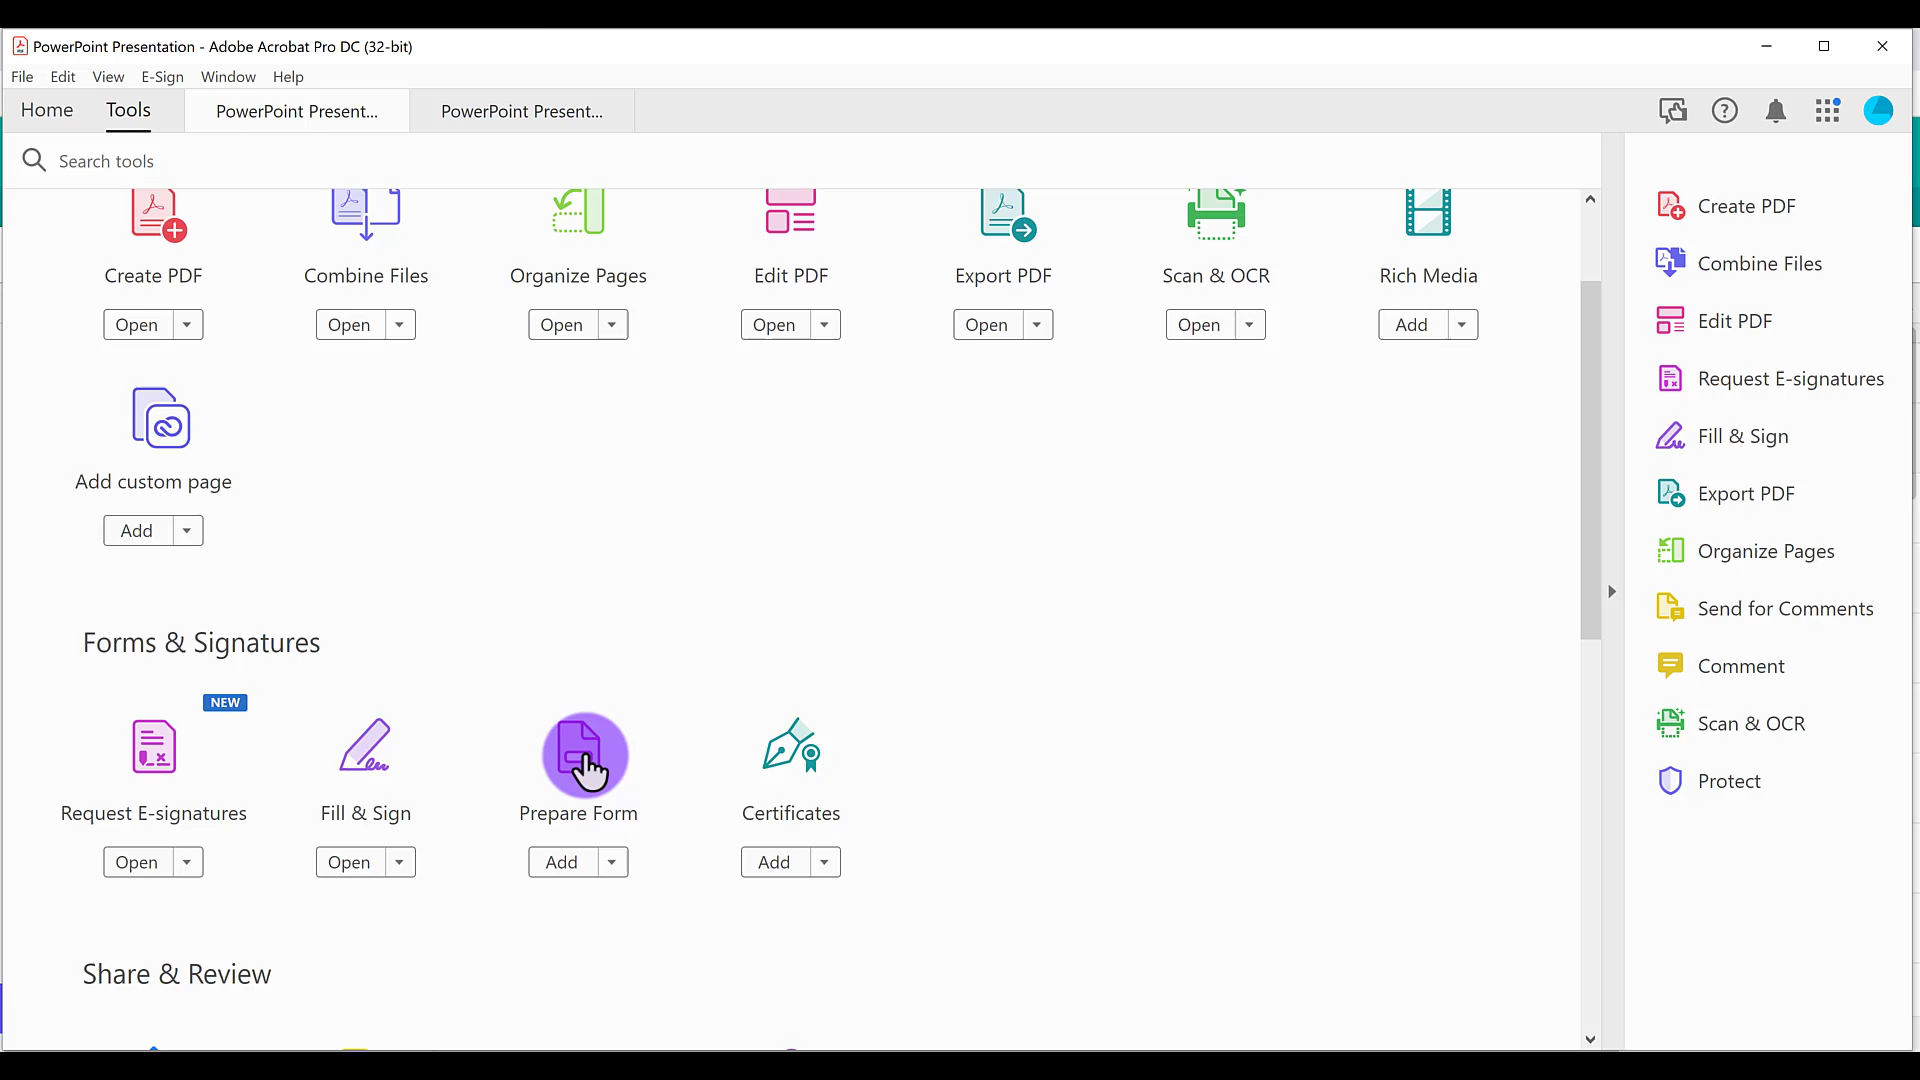 PowerPoint Presentation - Adobe Acrobat Pro DC (32-bit)
File Edit View E-Sign Window Help
Home Tools PowerPoint Present... PowerPoint Present...
Search tools
Create PDF Combine Files Organize Pages Edit PDF Export PDF Scan & OCR Rich Media
Open Open Open Open Open Open Add
Add custom page
Add
Forms & Signatures
NEW
Request E-signatures Fill & Sign Prepare Form Certificates
Open Open Add Add
Share & Review
Create PDF
Combine Files
Edit PDF
Request E-signatures
Fill & Sign
Export PDF
Organize Pages
Send for Comments
Comment
Scan & OCR
Protect